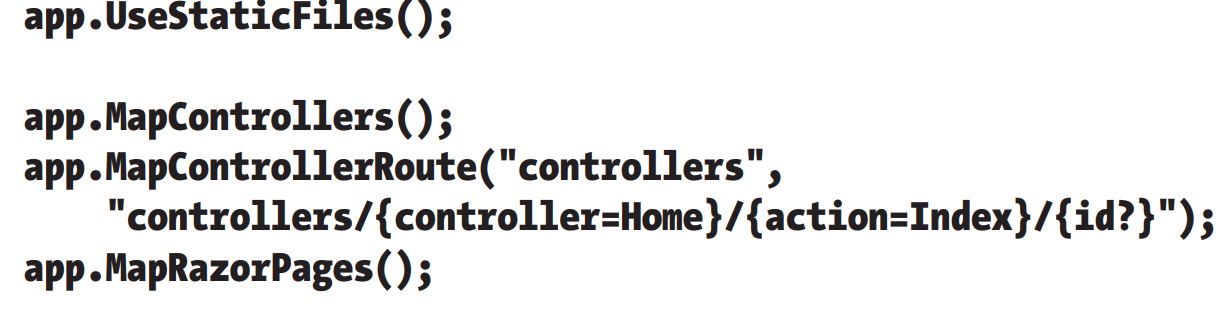 app.UseStaticFiles();
app.MapControllers();
app.MapControllerRoute("controllers",
"controllers/{controller=Home}/{action=Index}/{id?}");
app.MapRazorPages();